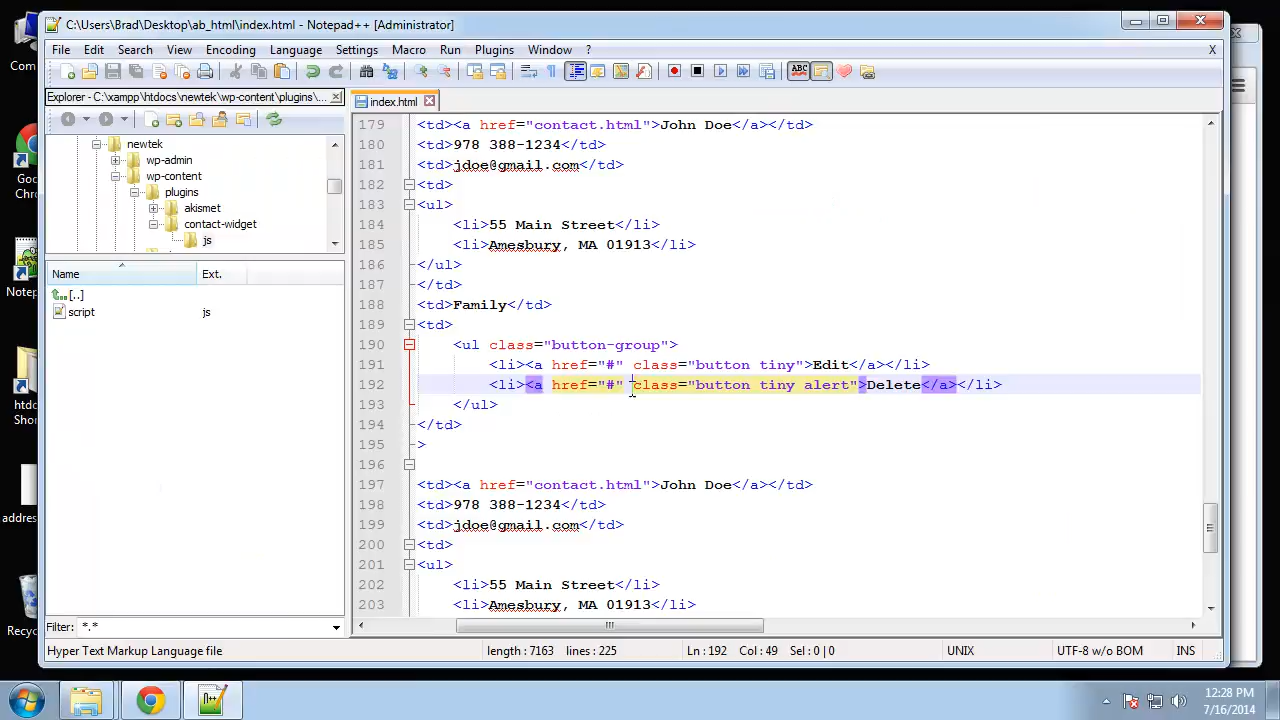 C:\Users\Brad\Desktop\ab_html\index.html - Notepad++ [Administrator]
File Edit Search View Encoding Language Settings Macro Run Plugins Window ? X
Explorer - C:\xampp\htdocs\newtek\wp-content\plugins\...
index.html
newtek
wp-admin
wp-content
plugins
akismet
contact-widget
js
Name Ext.
[..]
script js
Filter: *.*
179 <td><a href="contact.html">John Doe</a></td>
180 <td>978 388-1234</td>
181 <td>jdoe@gmail.com</td>
182 <td>
183 <ul>
184 <li>55 Main Street</li>
185 <li>Amesbury, MA 01913</li>
186 </ul>
187 </td>
188 <td>Family</td>
189 <td>
190 <ul class="button-group">
191 <li><a href="#" class="button tiny">Edit</a></li>
192 <li><a href="#" class="button tiny alert">Delete</a></li>
193 </ul>
194 </td>
195 >
196
197 <td><a href="contact.html">John Doe</a></td>
198 <td>978 388-1234</td>
199 <td>jdoe@gmail.com</td>
200 <td>
201 <ul>
202 <li>55 Main Street</li>
203 <li>Amesbury, MA 01913</li>
Hyper Text Markup Language file length : 7163 lines : 225 Ln : 192 Col : 49 Sel : 0 | 0 UNIX UTF-8 w/o BOM INS
Com
Goo
Chro
Notep
htdo
Shor
addres
Recyc
ABC
12:28 PM
7/16/2014